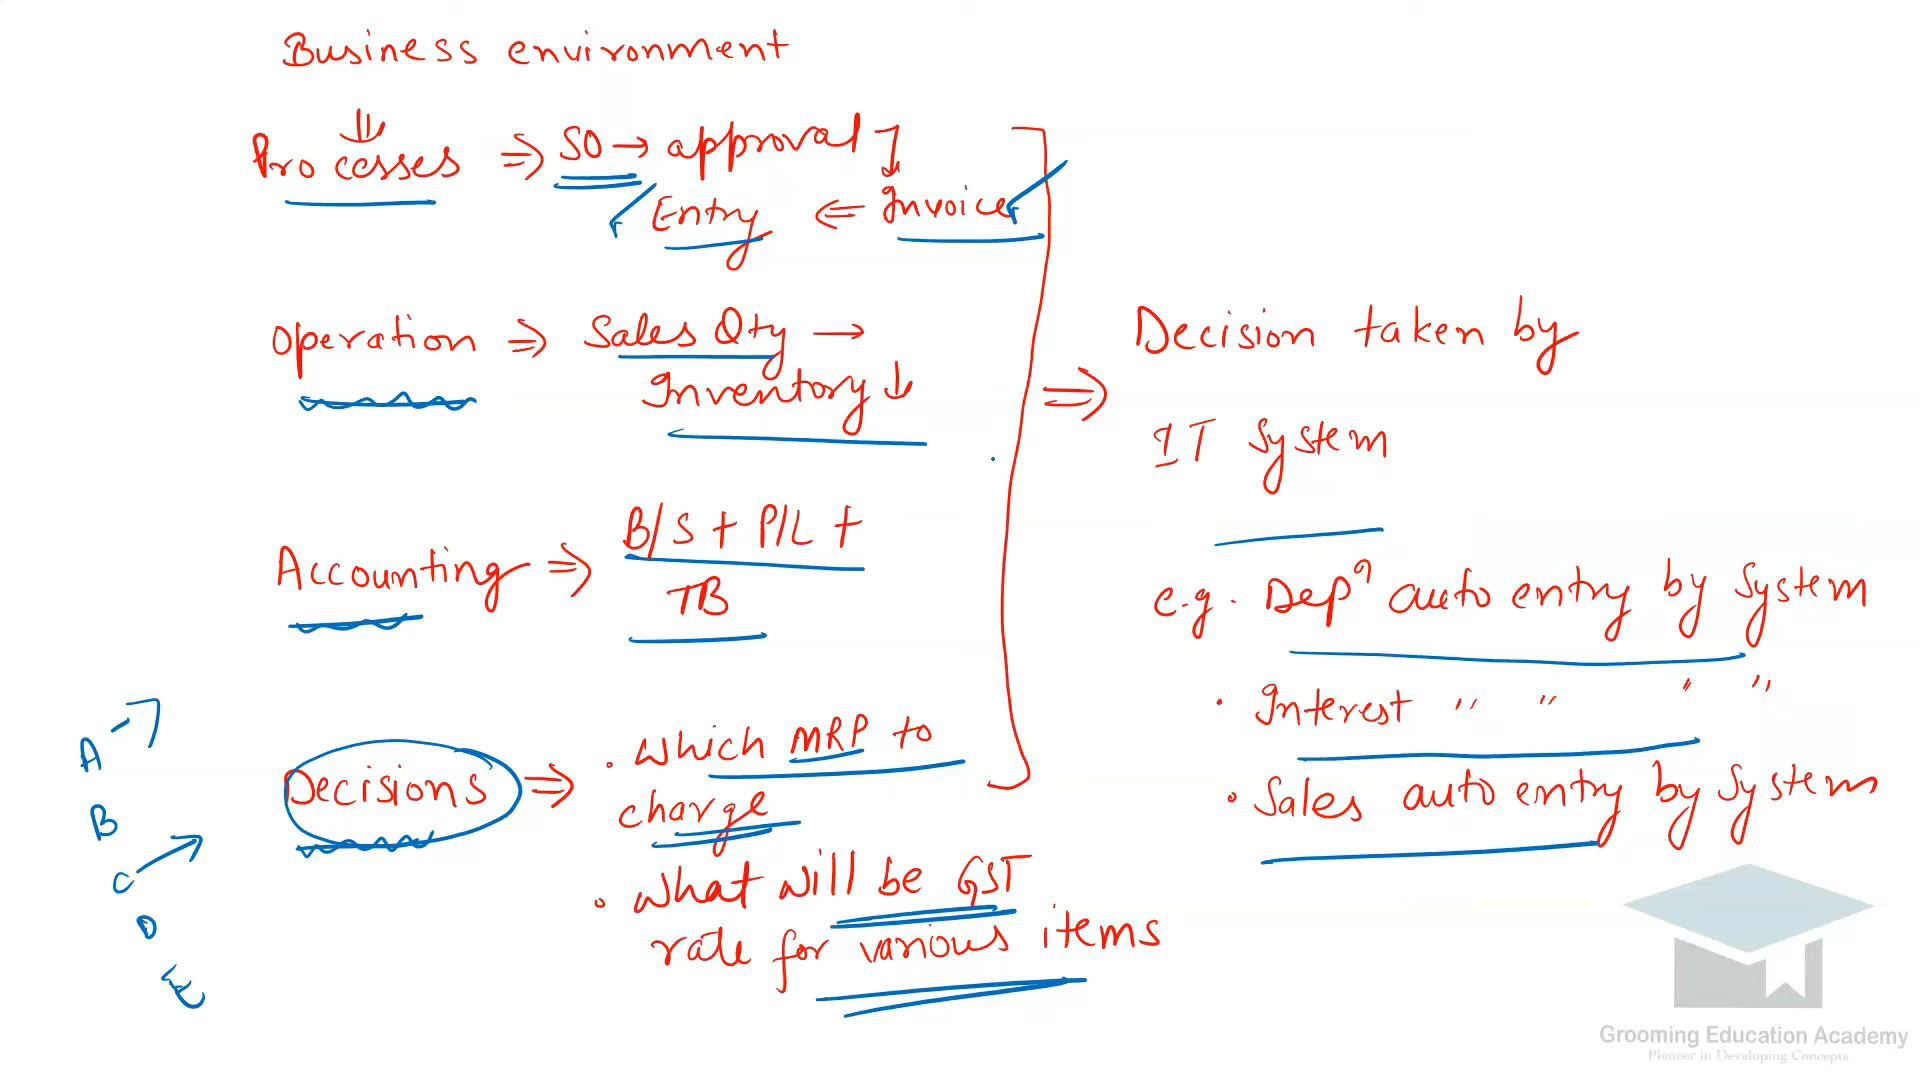 Business environment
Processes ⇒ SO → approval
Entry ⇐ Invoice
Operation ⇒ Sales Qty →
Inventory ↓
Accounting ⇒ B/S + P/L +
TB
Decisions ⇒ • Which MRP to
charge
• What will be GST
rate for various items
⇒ Decision taken by
IT System
e.g. Depn auto entry by System
• Interest " " " "
• Sales auto entry by System
A
B
C
D
E
Grooming Education Academy
Pioneer in Developing Concepts